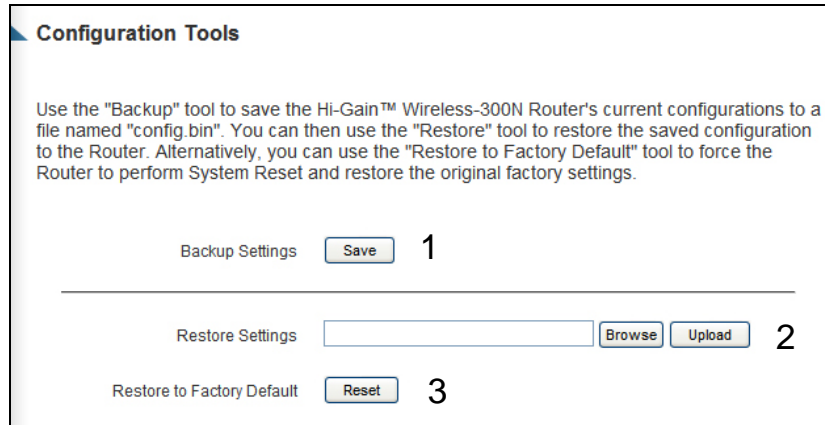 Configuration Tools
Use the "Backup" tool to save the Hi-Gain™ Wireless-300N Router's current configurations to a
file named "config.bin". You can then use the "Restore" tool to restore the saved configuration
to the Router. Alternatively, you can use the "Restore to Factory Default" tool to force the
Router to perform System Reset and restore the original factory settings.
Backup Settings Save 1
Restore Settings Browse Upload 2
Restore to Factory Default Reset 3